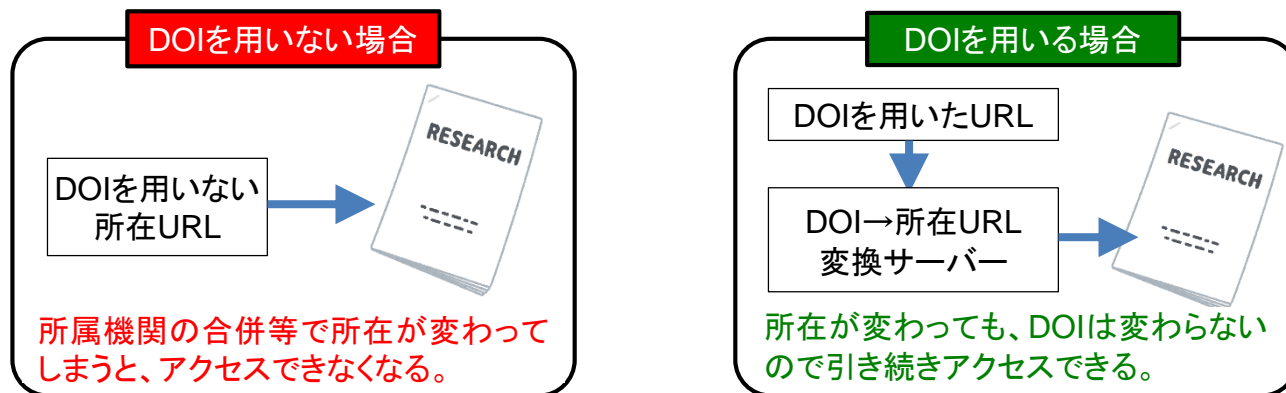 DOIを用いない場合
DOIを用いない
所在URL
RESEARCH
所属機関の合併等で所在が変わって
しまうと、アクセスできなくなる。
DOIを用いる場合
DOIを用いたURL
DOI→所在URL
変換サーバー
RESEARCH
所在が変わっても、DOIは変わらない
ので引き続きアクセスできる。